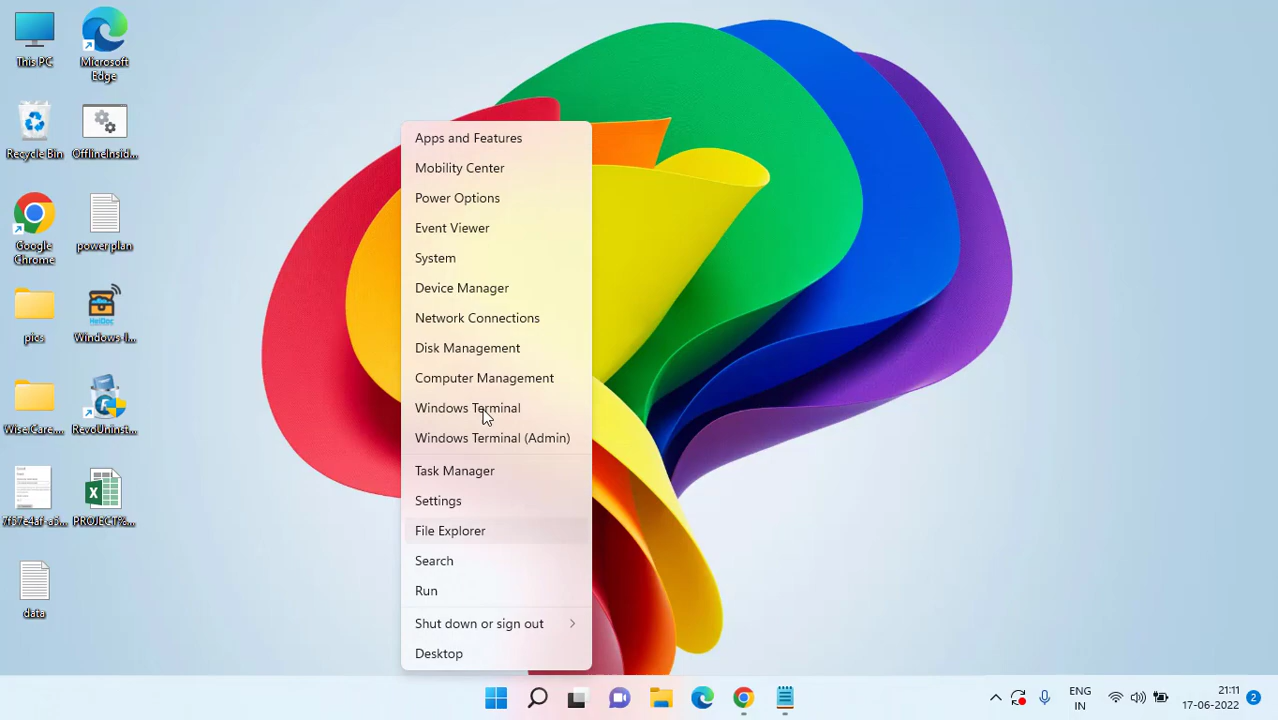 This PC
Microsoft
Edge
Recycle Bin
OfflineInsid...
Google
Chrome
power plan
pics
HeiDoc
Windows-I...
Wise.Care....
RevoUninst...
PROJECT%...
data
Apps and Features
Mobility Center
Power Options
Event Viewer
System
Device Manager
Network Connections
Disk Management
Computer Management
Windows Terminal
Windows Terminal (Admin)
Task Manager
Settings
File Explorer
Search
Run
Shut down or sign out
Desktop
ENG
IN
21:11
17-06-2022
2